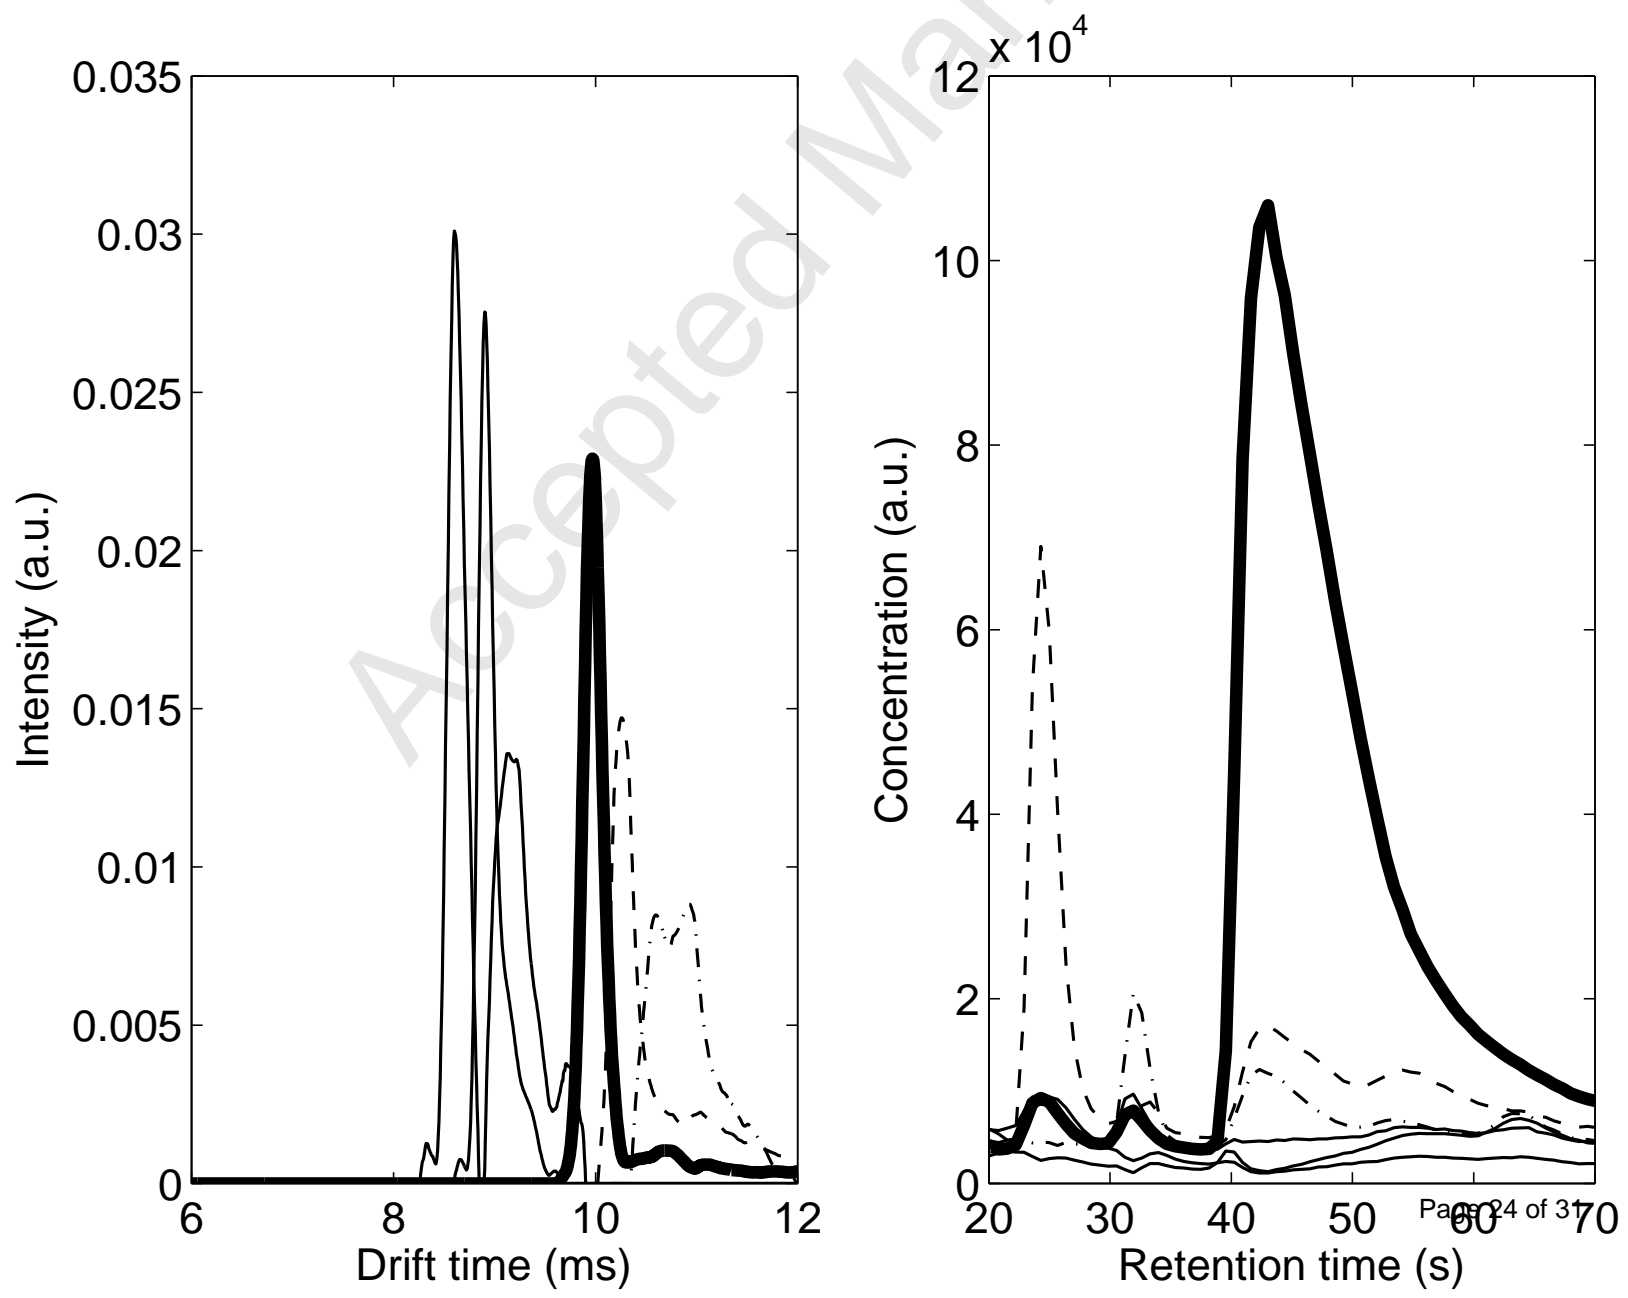 x 10^4
0.035
0.03
0.025
0.02
0.015
0.01
0.005
0
6 8 10 12
Intensity (a.u.)
Drift time (ms)
12
10
8
6
4
2
0
20 30 40 50 60 70
Concentration (a.u.)
Retention time (s)
Accepted Man
Page 24 of 31